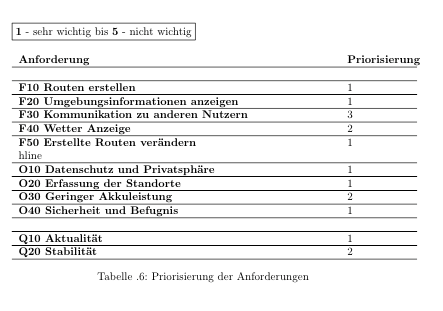 1 - sehr wichtig bis 5 - nicht wichtig
Anforderung Priorisierung
F10 Routen erstellen 1
F20 Umgebungsinformationen anzeigen 1
F30 Kommunikation zu anderen Nutzern 3
F40 Wetter Anzeige 2
F50 Erstellte Routen verändern 1
hline
O10 Datenschutz und Privatsphäre 1
O20 Erfassung der Standorte 1
O30 Geringer Akkuleistung 2
O40 Sicherheit und Befugnis 1
Q10 Aktualität 1
Q20 Stabilität 2
Tabelle .6: Priorisierung der Anforderungen